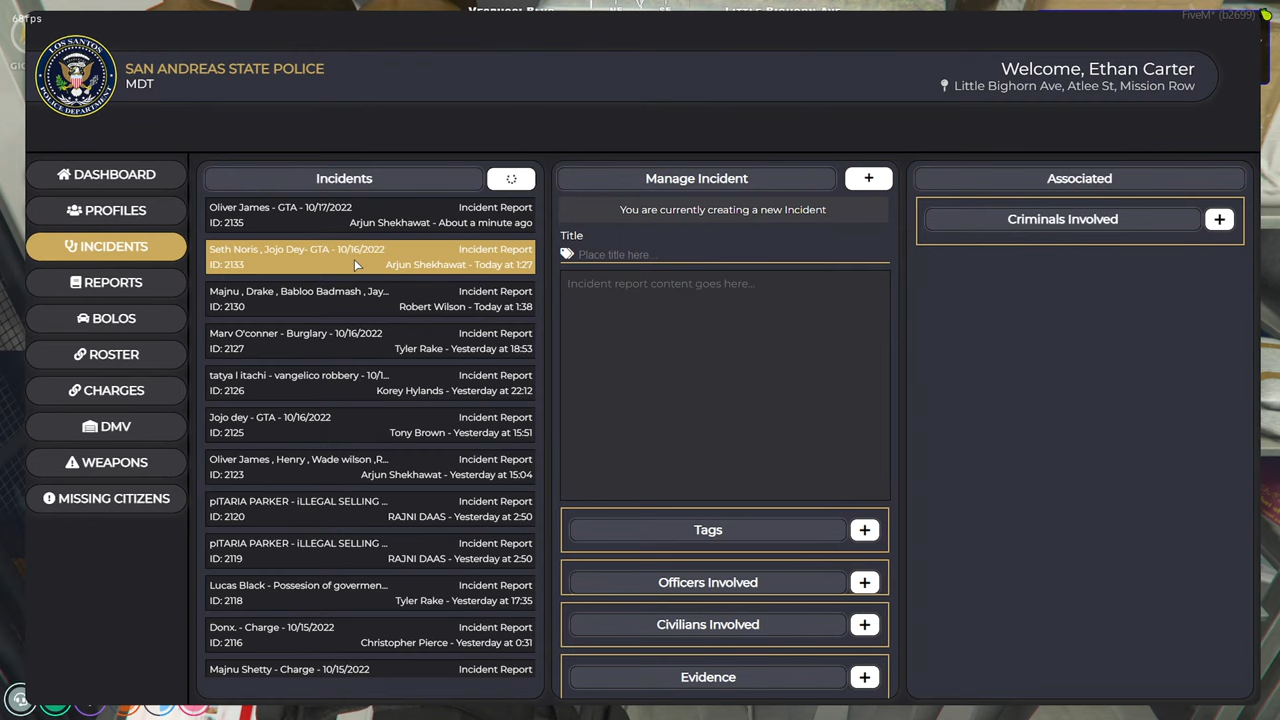 68fps
FiveM* (b2699)
LOS SANTOS
POLICE DEPARTMENT
SAN ANDREAS STATE POLICE
MDT
Welcome, Ethan Carter
Little Bighorn Ave, Atlee St, Mission Row
DASHBOARD
PROFILES
INCIDENTS
REPORTS
BOLOS
ROSTER
CHARGES
DMV
WEAPONS
MISSING CITIZENS
Incidents
Oliver James - GTA - 10/17/2022 Incident Report
ID: 2135 Arjun Shekhawat - About a minute ago
Seth Noris , Jojo Dey- GTA - 10/16/2022 Incident Report
ID: 2133 Arjun Shekhawat - Today at 1:27
Majnu , Drake , Babloo Badmash , Jay... Incident Report
ID: 2130 Robert Wilson - Today at 1:38
Marv O'conner - Burglary - 10/16/2022 Incident Report
ID: 2127 Tyler Rake - Yesterday at 18:53
tatya l itachi - vangelico robbery - 10/1... Incident Report
ID: 2126 Korey Hylands - Yesterday at 22:12
Jojo dey - GTA - 10/16/2022 Incident Report
ID: 2125 Tony Brown - Yesterday at 15:51
Oliver James , Henry , Wade wilson ,R... Incident Report
ID: 2123 Arjun Shekhawat - Yesterday at 15:04
pITARIA PARKER - iLLEGAL SELLING ... Incident Report
ID: 2120 RAJNI DAAS - Yesterday at 2:50
pITARIA PARKER - iLLEGAL SELLING ... Incident Report
ID: 2119 RAJNI DAAS - Yesterday at 2:50
Lucas Black - Possesion of govermen... Incident Report
ID: 2118 Tyler Rake - Yesterday at 17:35
Donx. - Charge - 10/15/2022 Incident Report
ID: 2116 Christopher Pierce - Yesterday at 0:31
Majnu Shetty - Charge - 10/15/2022 Incident Report
Manage Incident
+
You are currently creating a new Incident
Title
Place title here...
Incident report content goes here...
Tags +
Officers Involved +
Civilians Involved +
Evidence +
Associated
Criminals Involved +